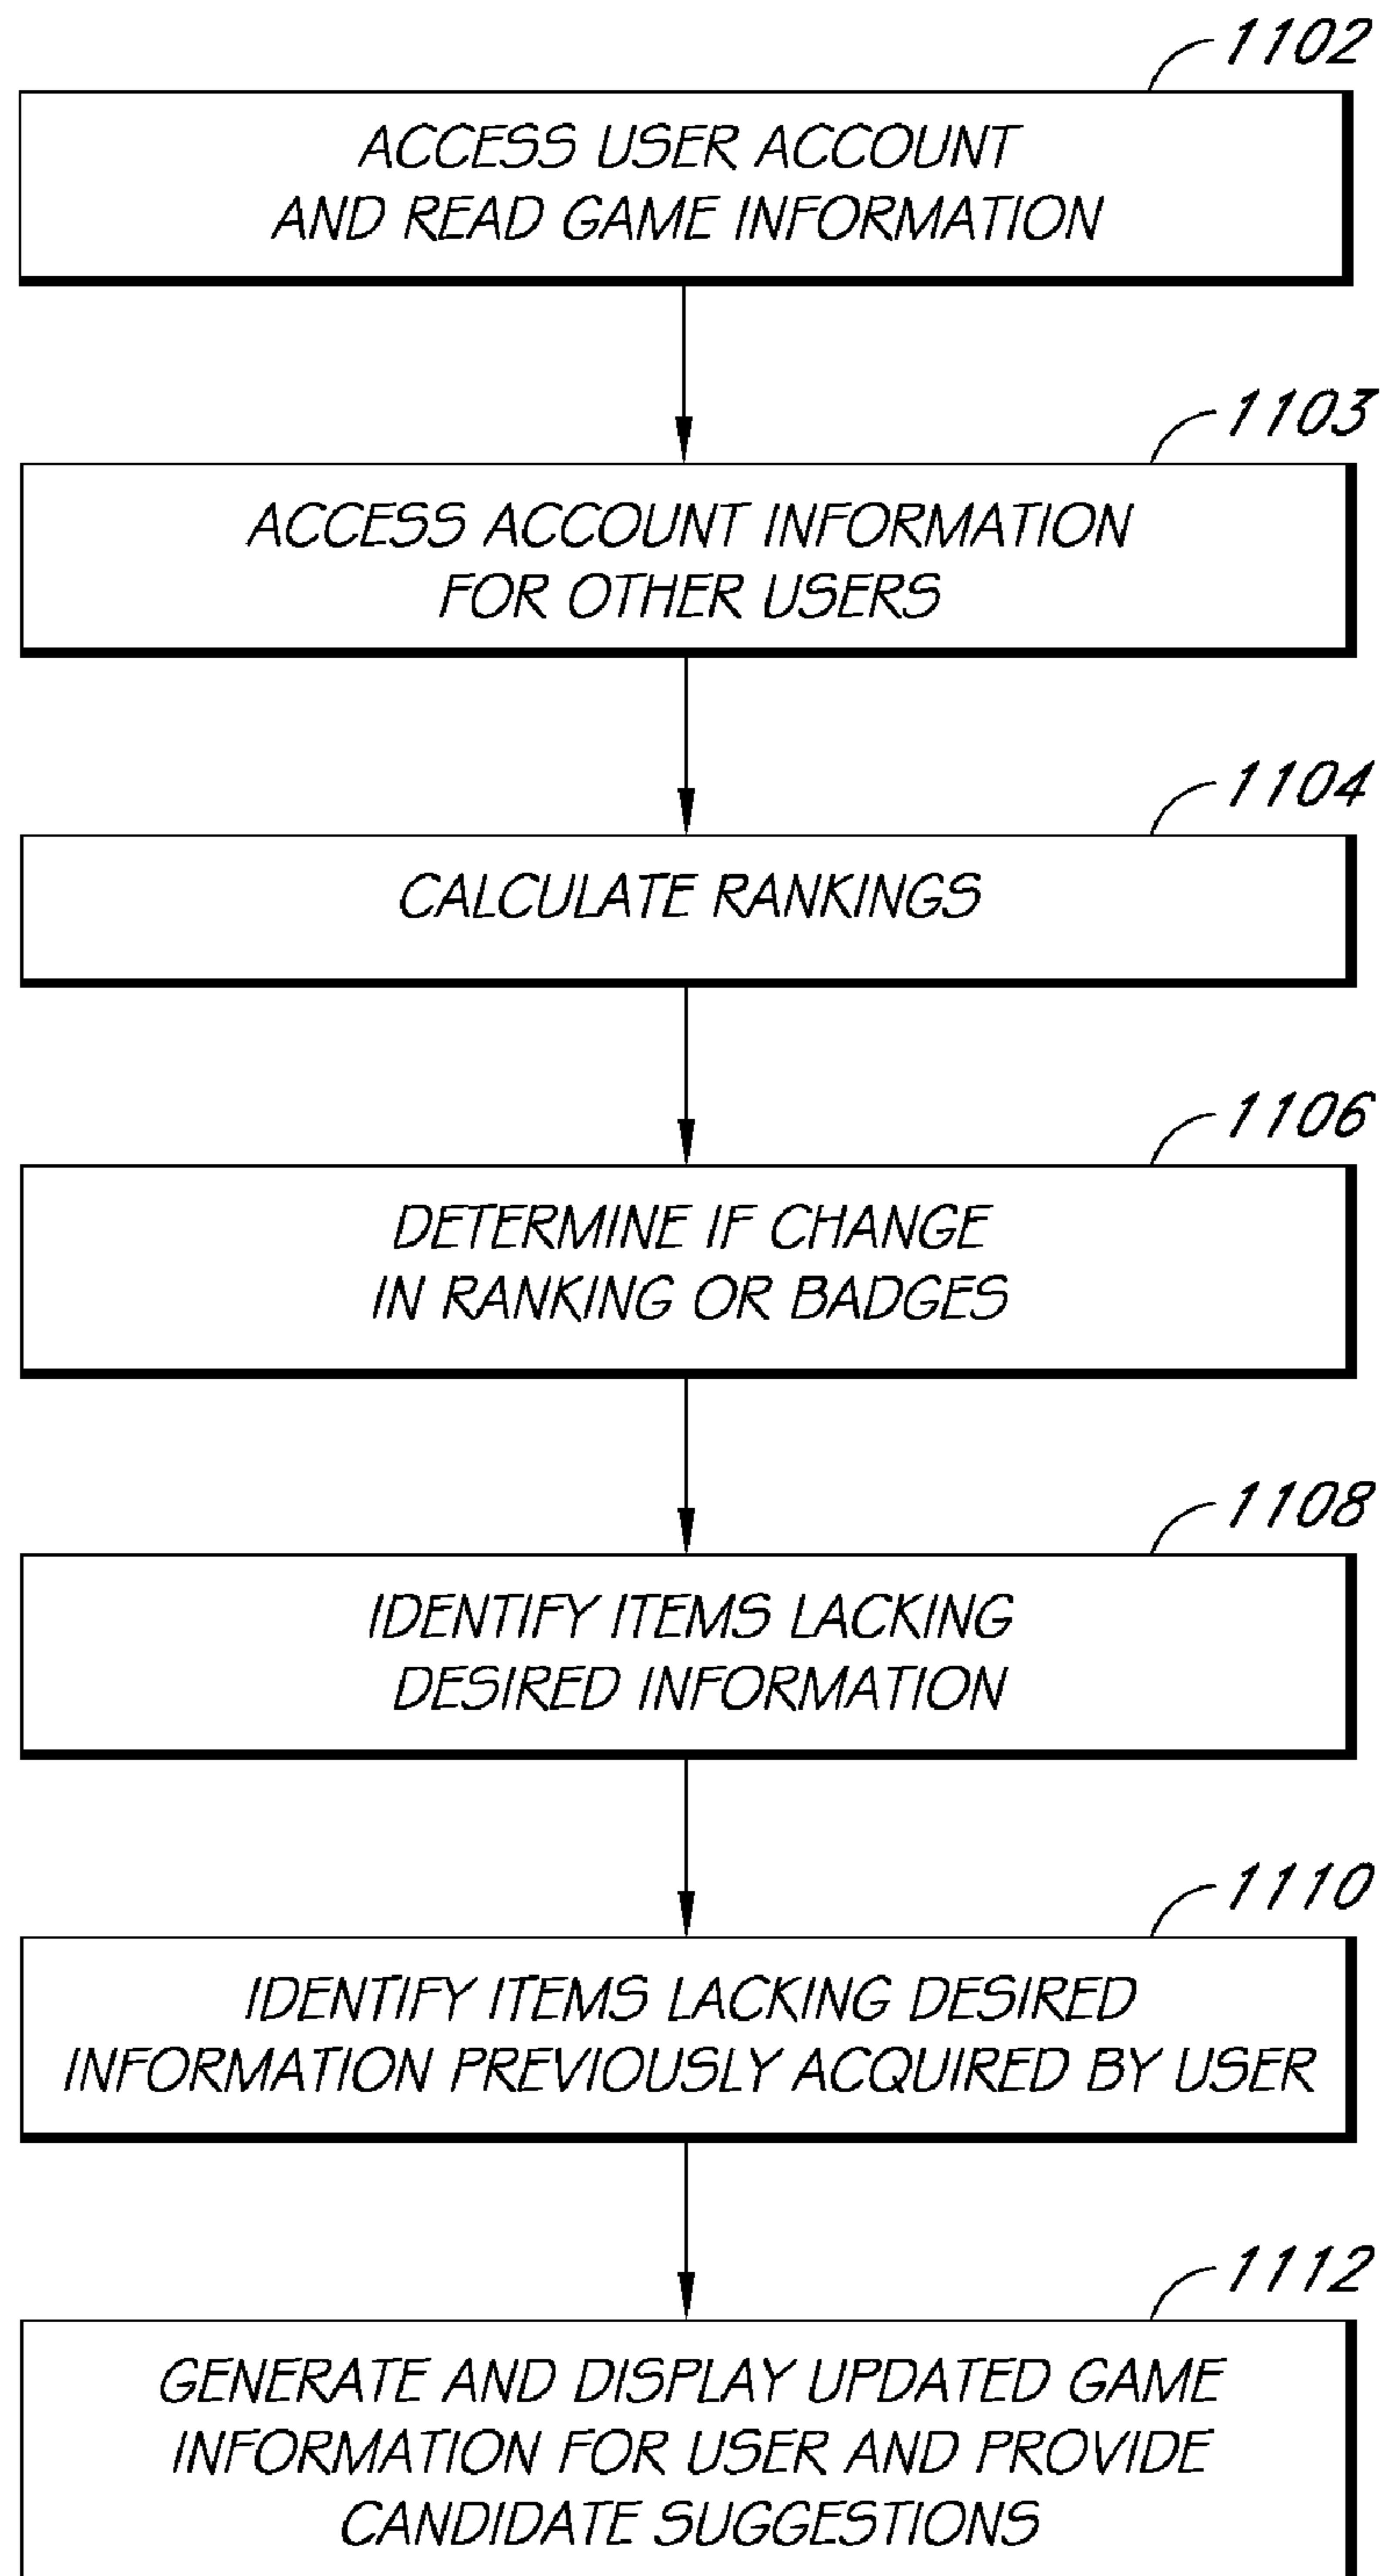 1102
ACCESS USER ACCOUNT
AND READ GAME INFORMATION
1103
ACCESS ACCOUNT INFORMATION
FOR OTHER USERS
1104
CALCULATE RANKINGS
1106
DETERMINE IF CHANGE
IN RANKING OR BADGES
1108
IDENTIFY ITEMS LACKING
DESIRED INFORMATION
1110
IDENTIFY ITEMS LACKING DESIRED
INFORMATION PREVIOUSLY ACQUIRED BY USER
1112
GENERATE AND DISPLAY UPDATED GAME
INFORMATION FOR USER AND PROVIDE
CANDIDATE SUGGESTIONS